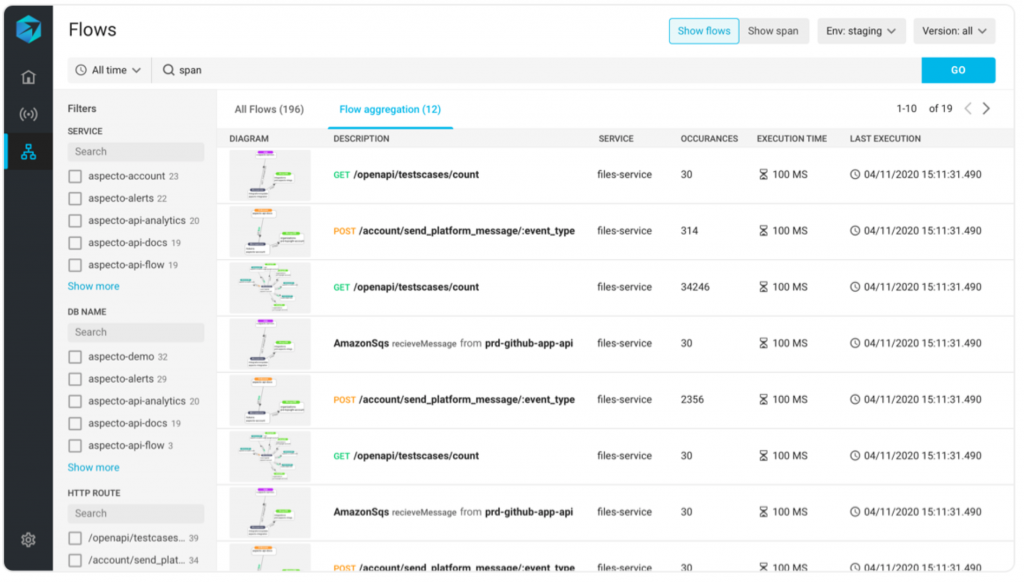 Flows
Show flows Show span Env: staging Version: all
All time span GO
Filters
SERVICE
Search
aspecto-account 23
aspecto-alerts 22
aspecto-api-analytics 20
aspecto-api-docs 19
aspecto-api-flow 19
Show more
DB NAME
Search
aspecto-demo 32
aspecto-alerts 29
aspecto-api-analytics 20
aspecto-api-docs 19
aspecto-api-flow 3
Show more
HTTP ROUTE
Search
/openapi/testcases... 39
/account/send_plat... 34
All Flows (196) Flow aggregation (12) 1-10 of 19
DIAGRAM DESCRIPTION SERVICE OCCURANCES EXECUTION TIME LAST EXECUTION
GET /openapi/testscases/count files-service 30 100 MS 04/11/2020 15:11:31.490
POST /account/send_platform_message/:event_type files-service 314 100 MS 04/11/2020 15:11:31.490
GET /openapi/testscases/count files-service 34246 100 MS 04/11/2020 15:11:31.490
AmazonSqs recieveMessage from prd-github-app-api files-service 30 100 MS 04/11/2020 15:11:31.490
POST /account/send_platform_message/:event_type files-service 2356 100 MS 04/11/2020 15:11:31.490
GET /openapi/testscases/count files-service 30 100 MS 04/11/2020 15:11:31.490
AmazonSqs recieveMessage from prd-github-app-api files-service 30 100 MS 04/11/2020 15:11:31.490
POST /account/send_platform_message/:event_type files-service 30 100 MS 04/11/2020 15:11:31.490